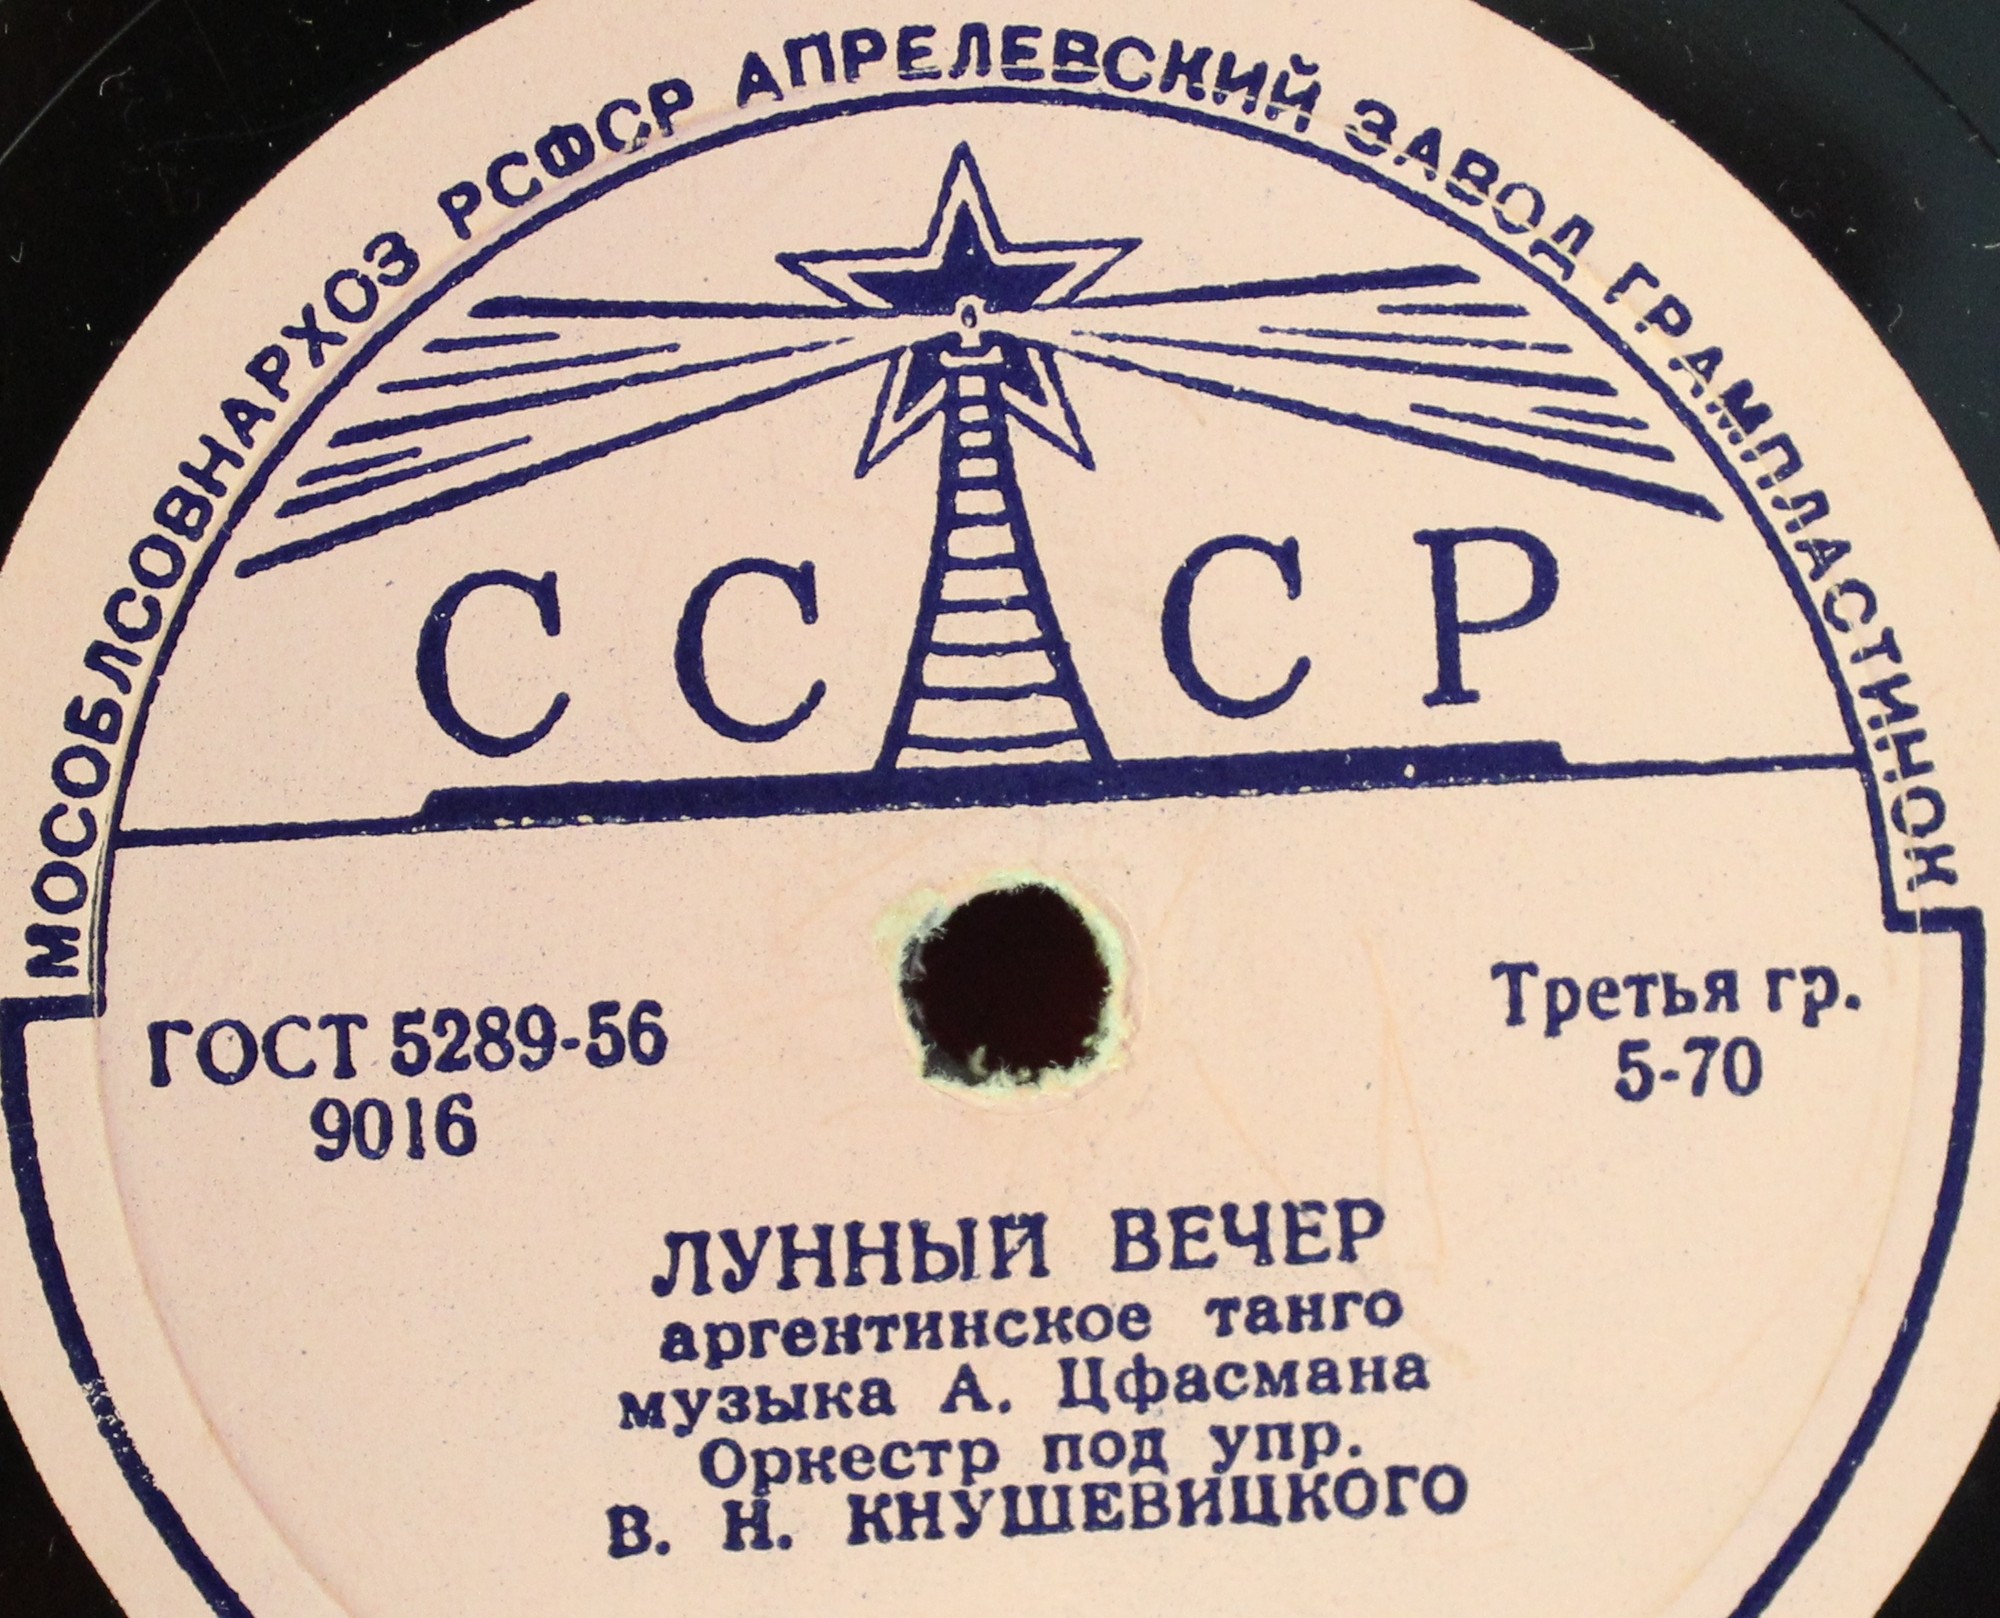 МОСОБЛСОВНАРХОЗ РСФСР АПРЕЛЕВСКИЙ ЗАВОД ГРАМПЛАСТИНОК
СССР
ГОСТ 5289-56
9016
Третья гр.
5-70
ЛУННЫЙ ВЕЧЕР
аргентинское танго
музыка А. Цфасмана
Оркестр под упр.
В. Н. КНУШЕВИЦКОГО